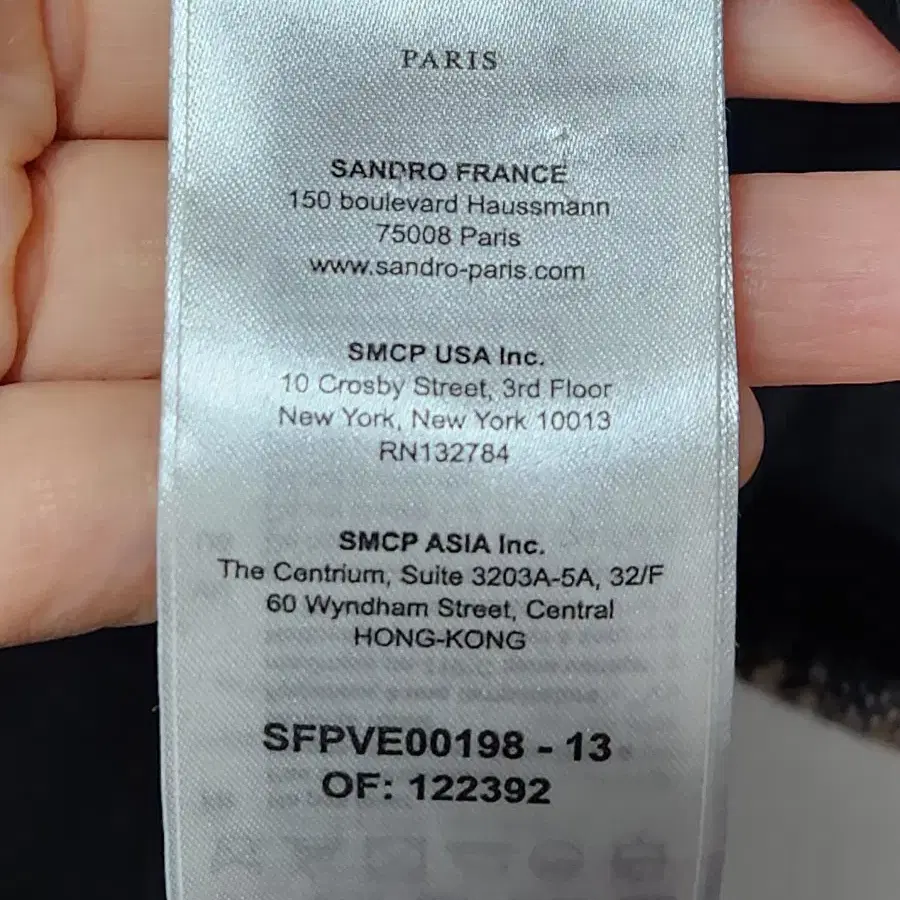 PARIS
SANDRO FRANCE
150 boulevard Haussmann
75008 Paris
www.sandro-paris.com
SMCP USA Inc.
10 Crosby Street, 3rd Floor
New York, New York 10013
RN132784
SMCP ASIA Inc.
The Centrium, Suite 3203A-5A, 32/F
60 Wyndham Street, Central
HONG-KONG
SFPVE00198 - 13
OF: 122392